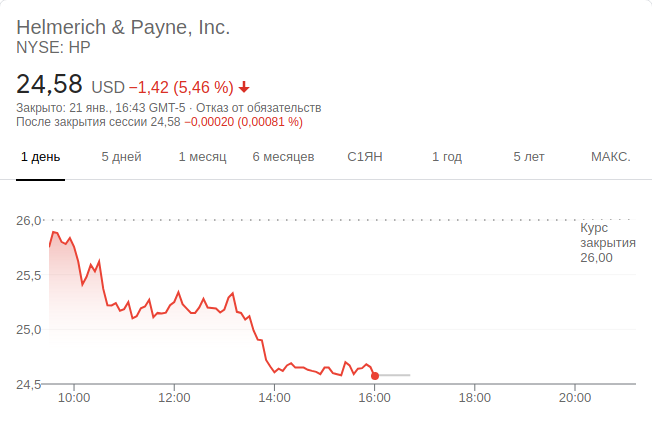 Helmerich & Payne, Inc.
NYSE: HP
24,58 USD −1,42 (5,46 %)
Закрыто: 21 янв., 16:43 GMT-5 · Отказ от обязательств
После закрытия сессии 24,58 −0,00020 (0,00081 %)
1 день 5 дней 1 месяц 6 месяцев С1ЯН 1 год 5 лет МАКС.
26,0
Курс
закрытия
26,00
25,5
25,0
24,5
10:00 12:00 14:00 16:00 18:00 20:00